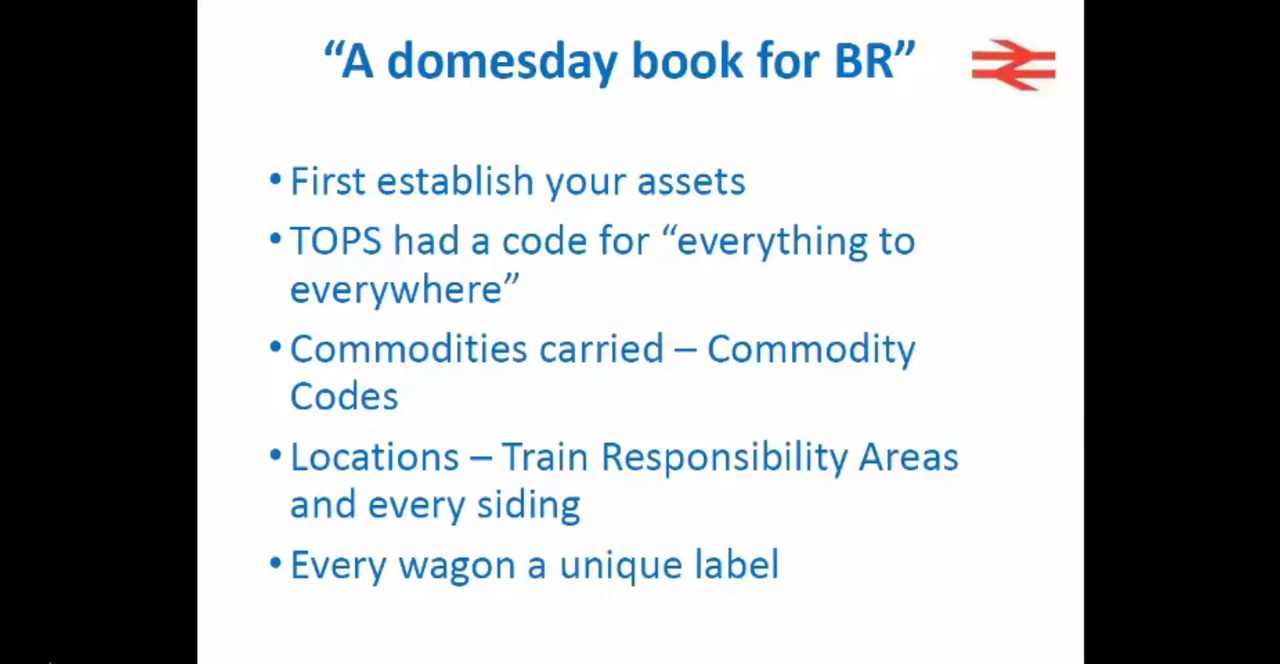 “A domesday book for BR”
• First establish your assets
• TOPS had a code for “everything to
everywhere”
• Commodities carried – Commodity
Codes
• Locations – Train Responsibility Areas
and every siding
• Every wagon a unique label